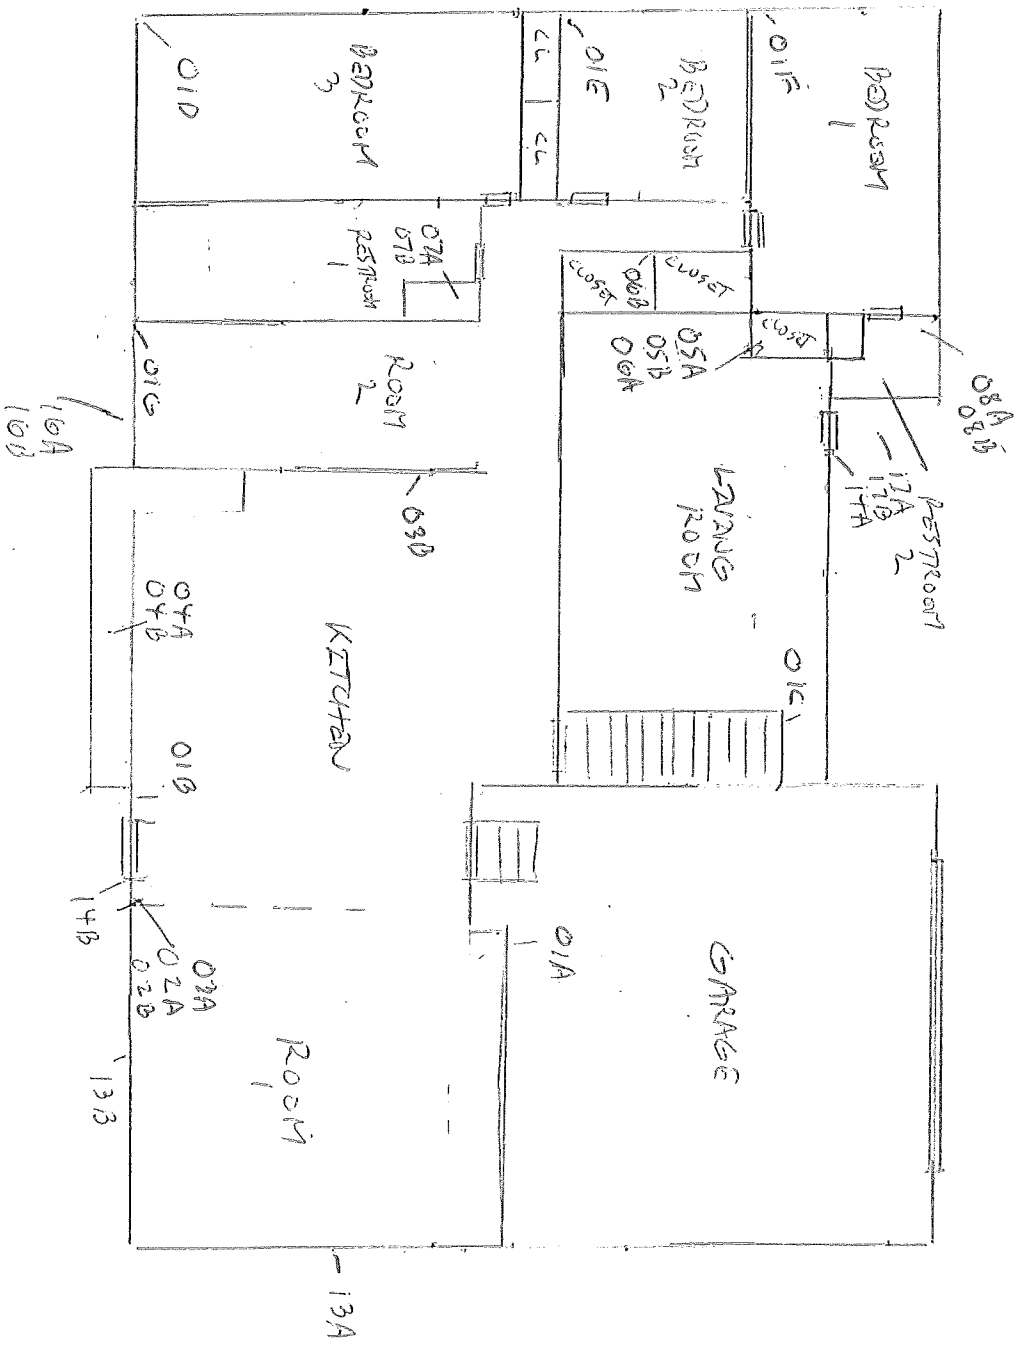 BEDROOM
1
01F
BEDROOM
2
01E
CL
CL
BEDROOM
3
01D
08A
08B
RESTROOM
2
17A
17B
17A
CLOSET
CLOSET
06B
CLOSET
05A
05B
06A
07A
07B
RESTROOM
1
ROOM
2
01G
16A
16B
LIVING
ROOM
03B
KITCHEN
04A
04B
01B
14B
02A
02B
13B
01A
GARAGE
ROOM
1
13A